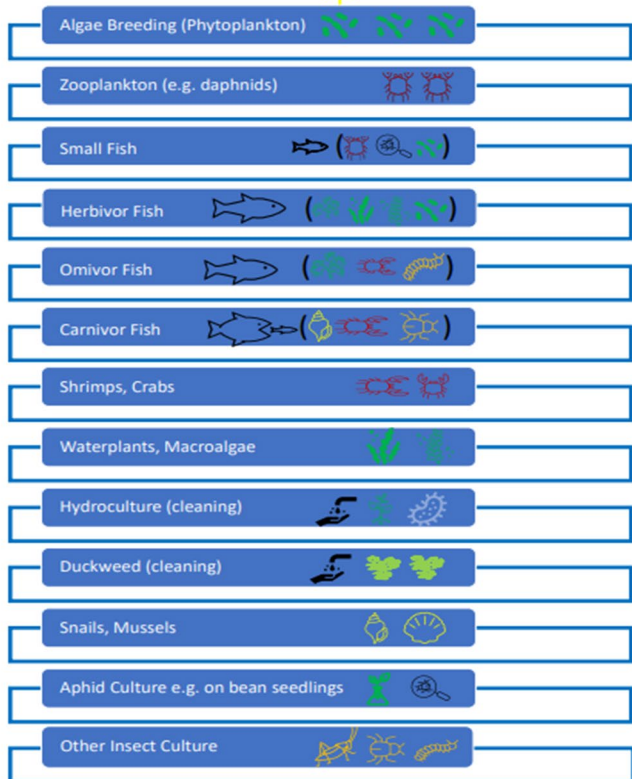 Algae Breeding (Phytoplankton)
Zooplankton (e.g. daphnids)
Small Fish ( )
Herbivor Fish ( )
Omivor Fish ( )
Carnivor Fish ( )
Shrimps, Crabs
Waterplants, Macroalgae
Hydroculture (cleaning)
Duckweed (cleaning)
Snails, Mussels
Aphid Culture e.g. on bean seedlings
Other Insect Culture